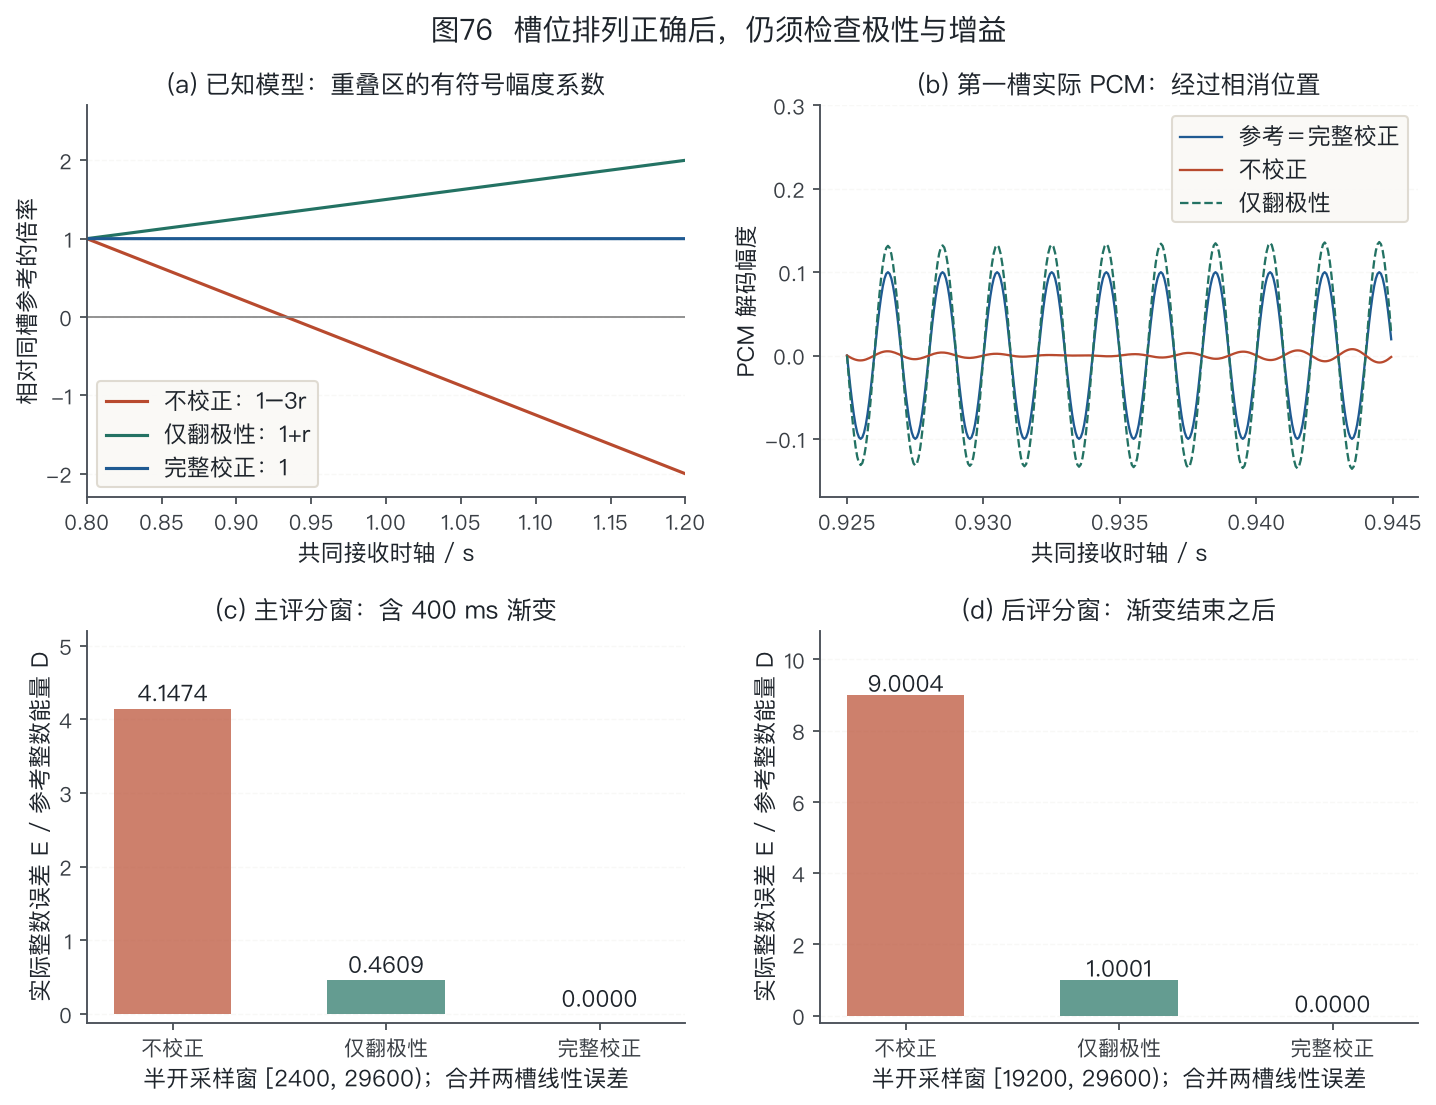 图76 槽位排列正确后，仍须检查极性与增益
(a) 已知模型：重叠区的有符号幅度系数
相对同槽参考的倍率
2
1
0
−1
−2
不校正：1−3r
仅翻极性：1+r
完整校正：1
0.80 0.85 0.90 0.95 1.00 1.05 1.10 1.15 1.20
共同接收时轴 / s
(b) 第一槽实际 PCM：经过相消位置
PCM 解码幅度
0.3
0.2
0.1
0.0
−0.1
参考＝完整校正
不校正
仅翻极性
0.925 0.930 0.935 0.940 0.945
共同接收时轴 / s
(c) 主评分窗：含 400 ms 渐变
实际整数误差 E / 参考整数能量 D
5
4
3
2
1
0
4.1474
0.4609
0.0000
不校正 仅翻极性 完整校正
半开采样窗 [2400, 29600)；合并两槽线性误差
(d) 后评分窗：渐变结束之后
实际整数误差 E / 参考整数能量 D
10
8
6
4
2
0
9.0004
1.0001
0.0000
不校正 仅翻极性 完整校正
半开采样窗 [19200, 29600)；合并两槽线性误差